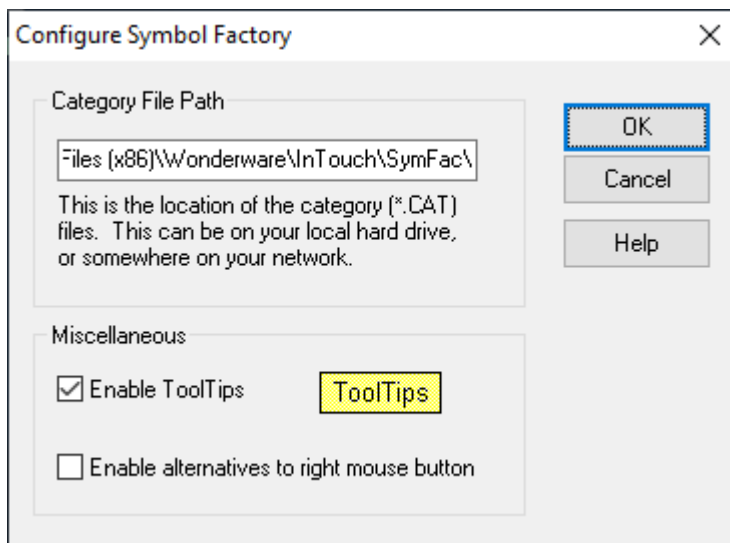 Configure Symbol Factory
Category File Path
Files (x86)\Wonderware\InTouch\SymFac\
This is the location of the category (*.CAT)
files. This can be on your local hard drive,
or somewhere on your network.
OK
Cancel
Help
Miscellaneous
Enable ToolTips
ToolTips
Enable alternatives to right mouse button